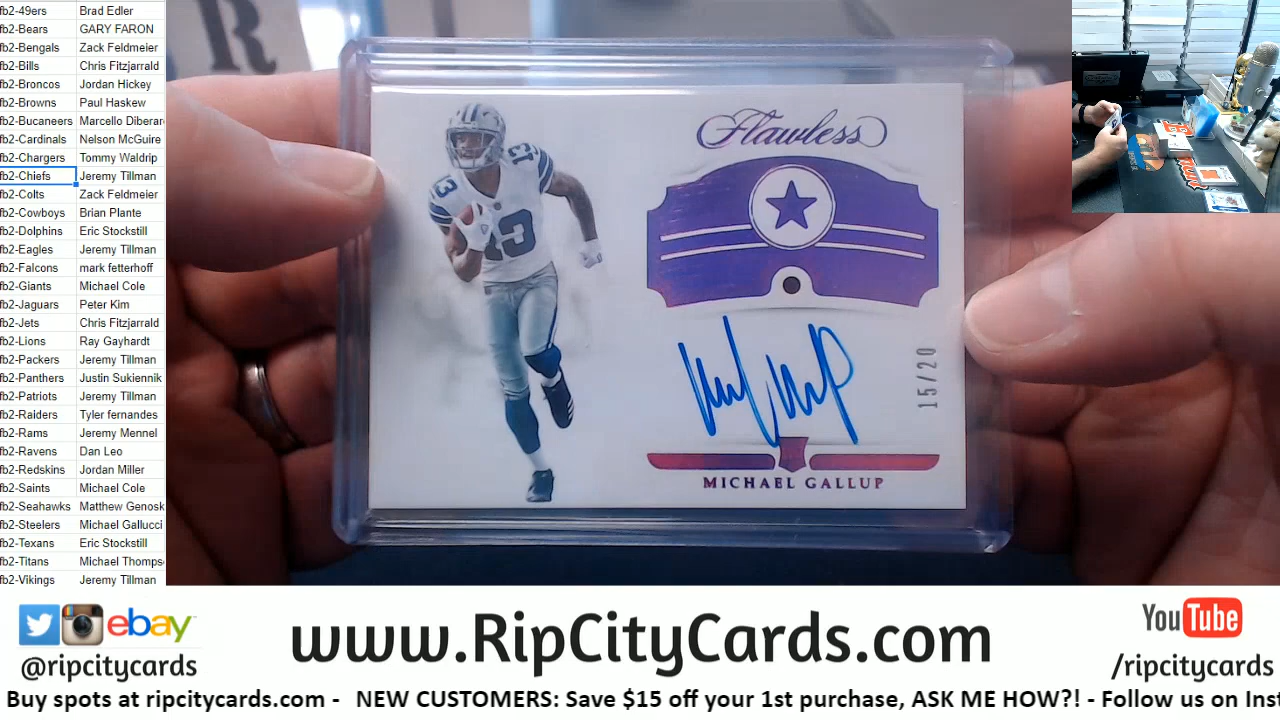 fb2-49ers Brad Edler
fb2-Bears GARY FARON
fb2-Bengals Zack Feldmeier
fb2-Bills Chris Fitzjarrald
fb2-Broncos Jordan Hickey
fb2-Browns Paul Haskew
fb2-Bucaneers Marcello Diberar
fb2-Cardinals Nelson McGuire
fb2-Chargers Tommy Waldrip
fb2-Chiefs Jeremy Tillman
fb2-Colts Zack Feldmeier
fb2-Cowboys Brian Plante
fb2-Dolphins Eric Stockstill
fb2-Eagles Jeremy Tillman
fb2-Falcons mark fetterhoff
fb2-Giants Michael Cole
fb2-Jaguars Peter Kim
fb2-Jets Chris Fitzjarrald
fb2-Lions Ray Gayhardt
fb2-Packers Jeremy Tillman
fb2-Panthers Justin Sukiennik
fb2-Patriots Jeremy Tillman
fb2-Raiders Tyler fernandes
fb2-Rams Jeremy Mennel
fb2-Ravens Dan Leo
fb2-Redskins Jordan Miller
fb2-Saints Michael Cole
fb2-Seahawks Matthew Genosk
fb2-Steelers Michael Gallucci
fb2-Texans Eric Stockstill
fb2-Titans Michael Thomps
fb2-Vikings Jeremy Tillman
R
Flawless
13
13
13
15/20
MICHAEL GALLUP
ebay
@ripcitycards
www.RipCityCards.com
YouTube
/ripcitycards
Buy spots at ripcitycards.com - NEW CUSTOMERS: Save $15 off your 1st purchase, ASK ME HOW?! - Follow us on Inst